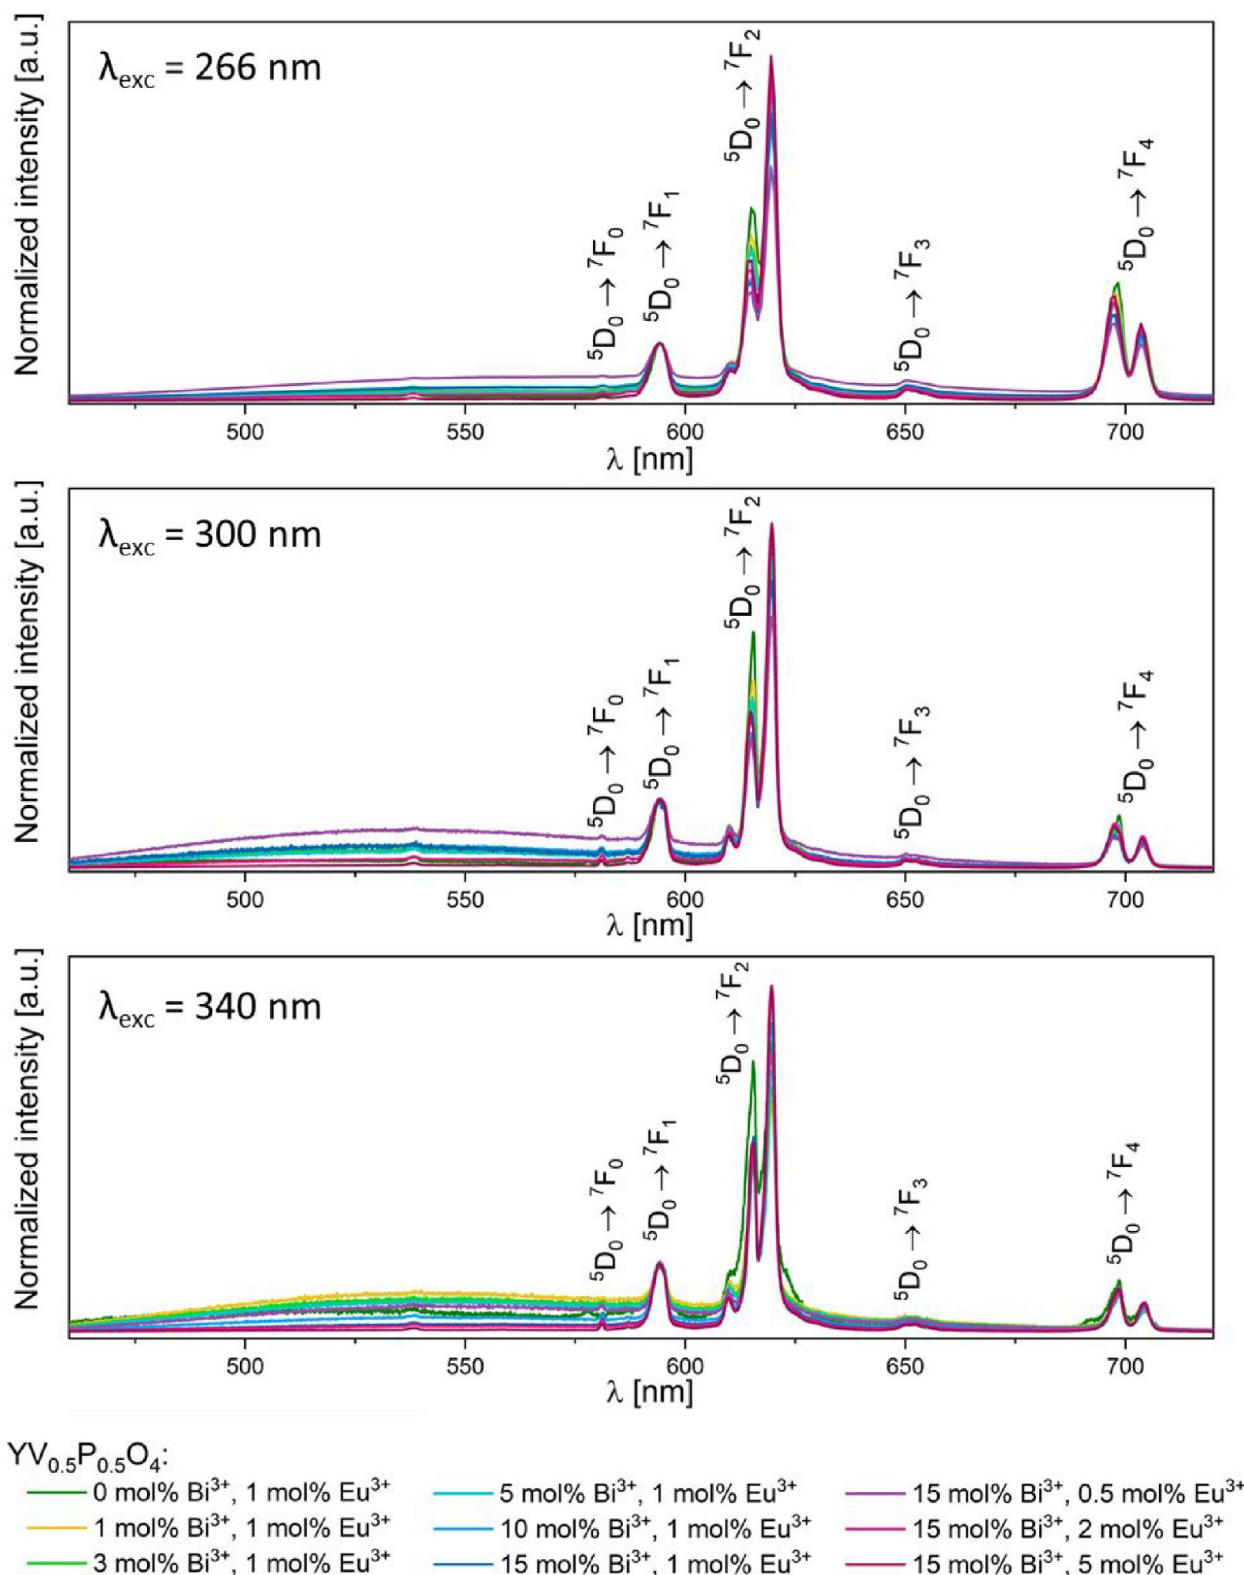 λexc = 266 nm
Normalized intensity [a.u.]
⁵D₀ → ⁷F₀
⁵D₀ → ⁷F₁
⁵D₀ → ⁷F₂
⁵D₀ → ⁷F₃
⁵D₀ → ⁷F₄
500 550 600 650 700
λ [nm]
λexc = 300 nm
Normalized intensity [a.u.]
⁵D₀ → ⁷F₀
⁵D₀ → ⁷F₁
⁵D₀ → ⁷F₂
⁵D₀ → ⁷F₃
⁵D₀ → ⁷F₄
500 550 600 650 700
λ [nm]
λexc = 340 nm
Normalized intensity [a.u.]
⁵D₀ → ⁷F₀
⁵D₀ → ⁷F₁
⁵D₀ → ⁷F₂
⁵D₀ → ⁷F₃
⁵D₀ → ⁷F₄
500 550 600 650 700
λ [nm]
YV₀.₅P₀.₅O₄:
0 mol% Bi³⁺, 1 mol% Eu³⁺
1 mol% Bi³⁺, 1 mol% Eu³⁺
3 mol% Bi³⁺, 1 mol% Eu³⁺
5 mol% Bi³⁺, 1 mol% Eu³⁺
10 mol% Bi³⁺, 1 mol% Eu³⁺
15 mol% Bi³⁺, 1 mol% Eu³⁺
15 mol% Bi³⁺, 0.5 mol% Eu³⁺
15 mol% Bi³⁺, 2 mol% Eu³⁺
15 mol% Bi³⁺, 5 mol% Eu³⁺